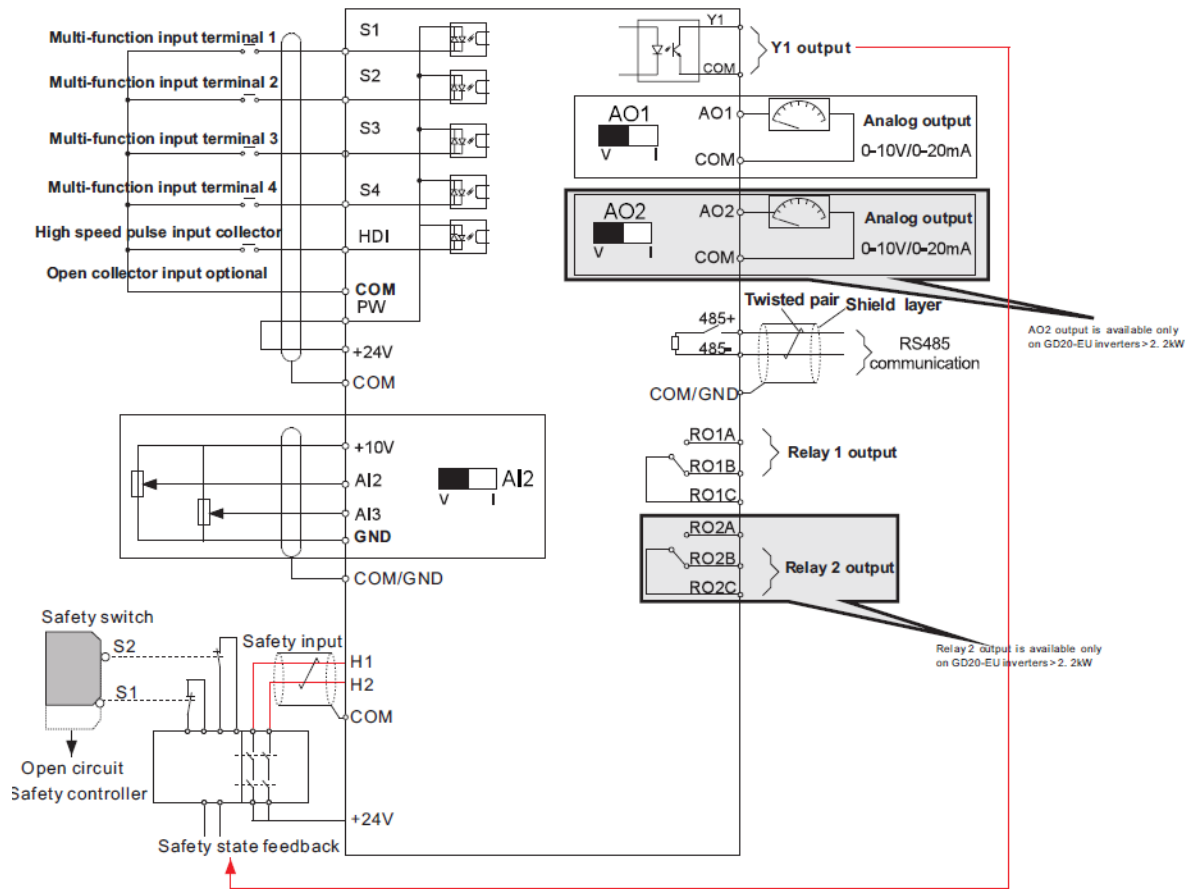 Multi-function input terminal 1
S1
Multi-function input terminal 2
S2
Multi-function input terminal 3
S3
Multi-function input terminal 4
S4
High speed pulse input collector
HDI
Open collector input optional
COM
PW
+24V
COM
+10V
AI2
AI3
GND
AI2
V I
COM/GND
Safety switch
S2
S1
Open circuit
Safety controller
Safety input
H1
H2
COM
+24V
Safety state feedback
Y1
COM
Y1 output
AO1
V I
AO1
COM
Analog output
0-10V/0-20mA
AO2
V I
AO2
COM
Analog output
0-10V/0-20mA
AO2 output is available only
on GD20-EU inverters > 2. 2kW
Twisted pair
Shield layer
485+
485-
RS485
communication
COM/GND
RO1A
RO1B
RO1C
Relay 1 output
RO2A
RO2B
RO2C
Relay 2 output
Relay 2 output is available only
on GD20-EU inverters > 2. 2kW